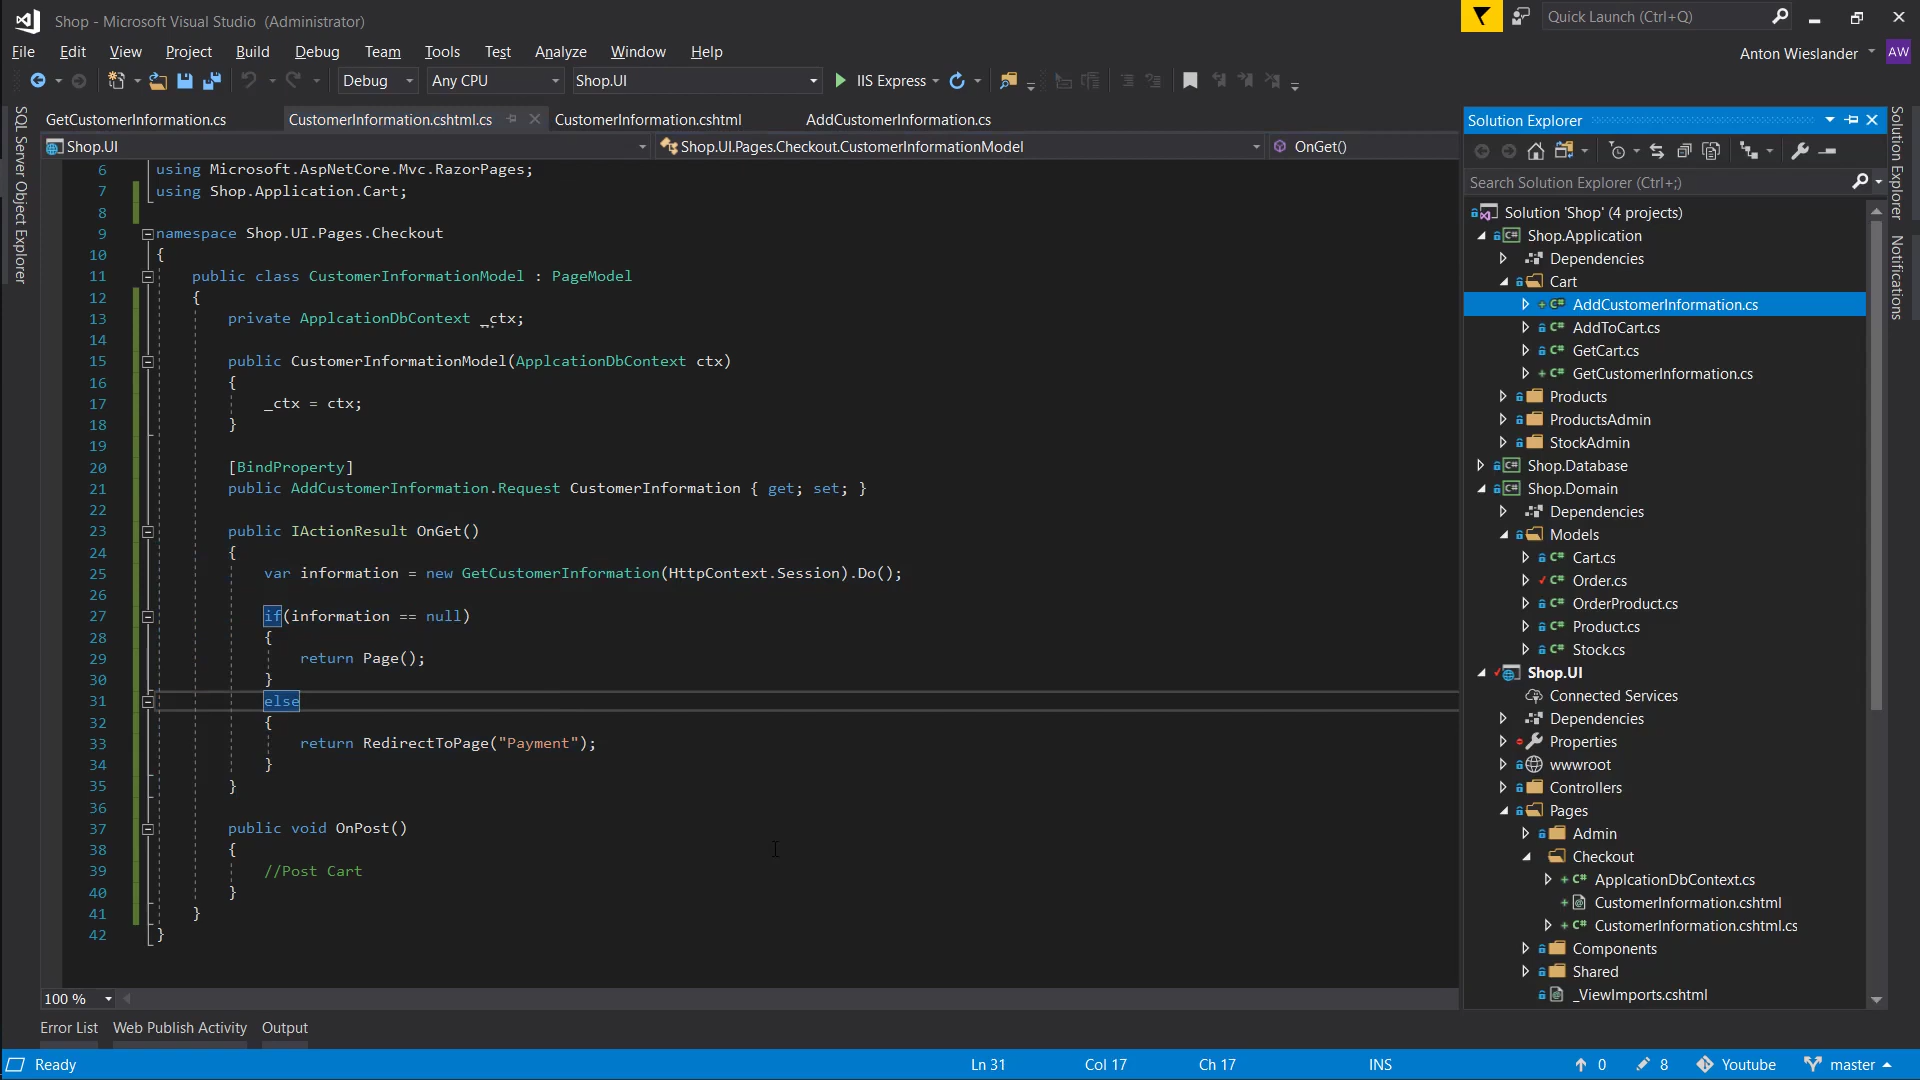 Shop - Microsoft Visual Studio (Administrator)
Quick Launch (Ctrl+Q)
File Edit View Project Build Debug Team Tools Test Analyze Window Help
Anton Wieslander AW
Debug Any CPU Shop.UI IIS Express
SQL Server Object Explorer
GetCustomerInformation.cs CustomerInformation.cshtml.cs CustomerInformation.cshtml AddCustomerInformation.cs
Shop.UI Shop.UI.Pages.Checkout.CustomerInformationModel OnGet()
6 using Microsoft.AspNetCore.Mvc.RazorPages;
7 using Shop.Application.Cart;
8
9 namespace Shop.UI.Pages.Checkout
10 {
11 public class CustomerInformationModel : PageModel
12 {
13 private ApplcationDbContext _ctx;
14
15 public CustomerInformationModel(ApplcationDbContext ctx)
16 {
17 _ctx = ctx;
18 }
19
20 [BindProperty]
21 public AddCustomerInformation.Request CustomerInformation { get; set; }
22
23 public IActionResult OnGet()
24 {
25 var information = new GetCustomerInformation(HttpContext.Session).Do();
26
27 if(information == null)
28 {
29 return Page();
30 }
31 else
32 {
33 return RedirectToPage("Payment");
34 }
35 }
36
37 public void OnPost()
38 {
39 //Post Cart
40 }
41 }
42 }
100 %
Solution Explorer
Search Solution Explorer (Ctrl+;)
Solution 'Shop' (4 projects)
Shop.Application
Dependencies
Cart
AddCustomerInformation.cs
AddToCart.cs
GetCart.cs
GetCustomerInformation.cs
Products
ProductsAdmin
StockAdmin
Shop.Database
Shop.Domain
Dependencies
Models
Cart.cs
Order.cs
OrderProduct.cs
Product.cs
Stock.cs
Shop.UI
Connected Services
Dependencies
Properties
wwwroot
Controllers
Pages
Admin
Checkout
ApplcationDbContext.cs
CustomerInformation.cshtml
CustomerInformation.cshtml.cs
Components
Shared
_ViewImports.cshtml
Solution Explorer
Notifications
Error List Web Publish Activity Output
Ready Ln 31 Col 17 Ch 17 INS 0 8 Youtube master